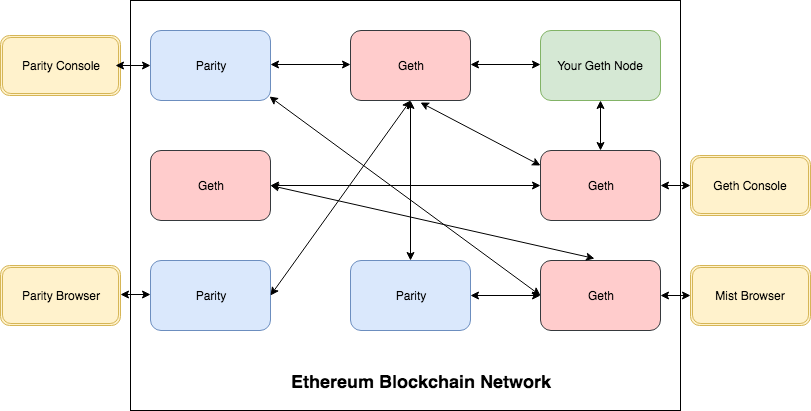 Parity Console
Parity
Geth
Your Geth Node
Geth
Geth
Geth Console
Parity Browser
Parity
Parity
Geth
Mist Browser
Ethereum Blockchain Network